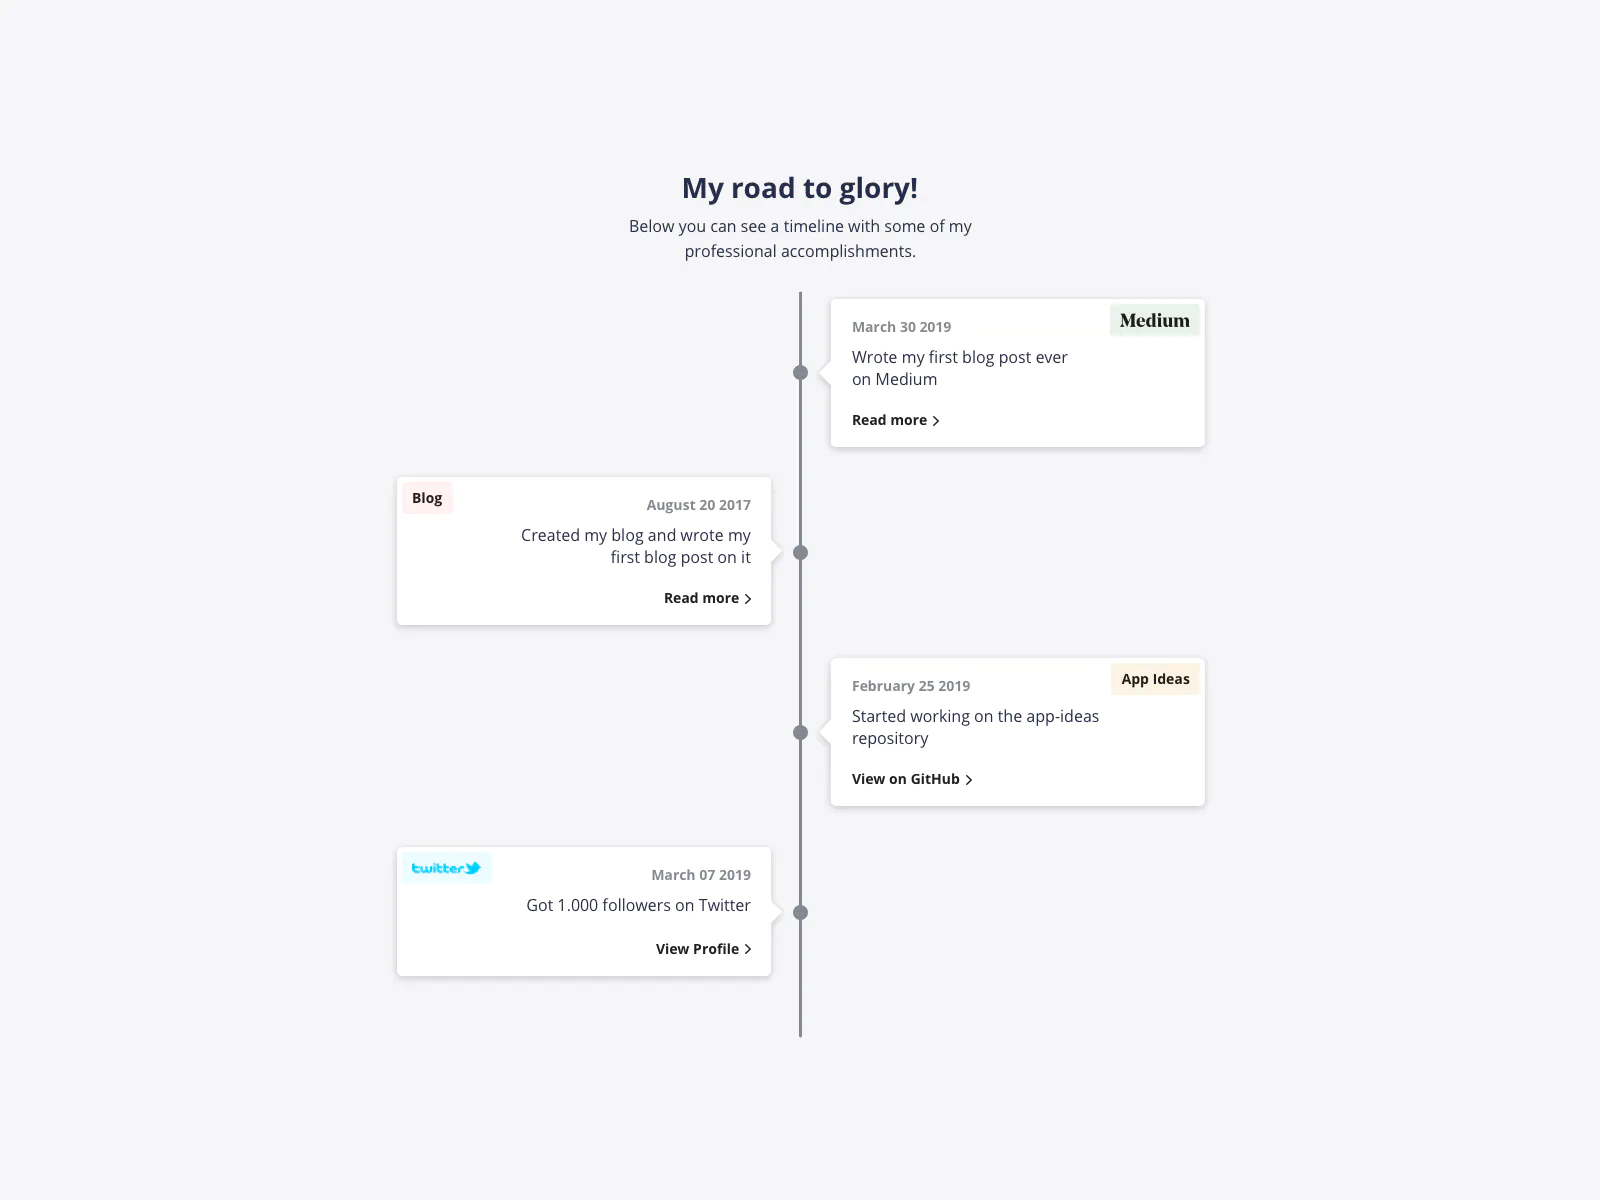 My road to glory!
Below you can see a timeline with some of my
professional accomplishments.
March 30 2019
Medium
Wrote my first blog post ever
on Medium
Read more
Blog
August 20 2017
Created my blog and wrote my
first blog post on it
Read more
February 25 2019
App Ideas
Started working on the app-ideas
repository
View on GitHub
twitter
March 07 2019
Got 1.000 followers on Twitter
View Profile